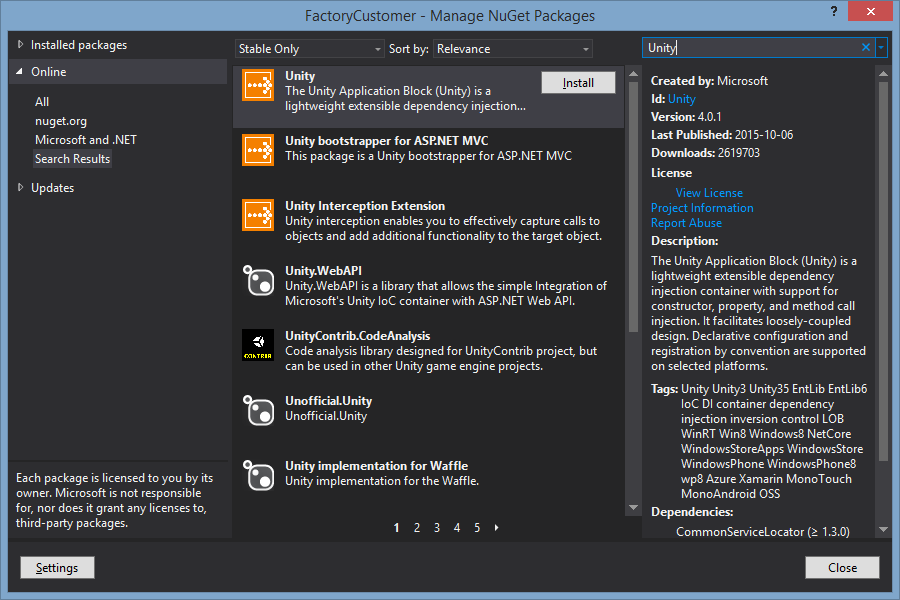 FactoryCustomer - Manage NuGet Packages
?
Installed packages
Online
All
nuget.org
Microsoft and .NET
Search Results
Updates
Each package is licensed to you by its
owner. Microsoft is not responsible
for, nor does it grant any licenses to,
third-party packages.
Stable Only
Sort by: Relevance
Unity
The Unity Application Block (Unity) is a
lightweight extensible dependency injection...
Install
Unity bootstrapper for ASP.NET MVC
This package is a Unity bootstrapper for ASP.NET MVC
Unity Interception Extension
Unity interception enables you to effectively capture calls to
objects and add additional functionality to the target object.
Unity.WebAPI
Unity.WebAPI is a library that allows the simple Integration of
Microsoft's Unity IoC container with ASP.NET Web API.
CONTRIB
UnityContrib.CodeAnalysis
Code analysis library designed for UnityContrib project, but
can be used in other Unity game engine projects.
Unofficial.Unity
Unofficial.Unity
Unity implementation for Waffle
Unity implementation for the Waffle.
1 2 3 4 5
Unity
Created by: Microsoft
Id: Unity
Version: 4.0.1
Last Published: 2015-10-06
Downloads: 2619703
License
View License
Project Information
Report Abuse
Description:
The Unity Application Block (Unity) is a
lightweight extensible dependency
injection container with support for
constructor, property, and method call
injection. It facilitates loosely-coupled
design. Declarative configuration and
registration by convention are supported
on selected platforms.
Tags: Unity Unity3 Unity35 EntLib EntLib6
IoC DI container dependency
injection inversion control LOB
WinRT Win8 Windows8 NetCore
WindowsStoreApps WindowsStore
WindowsPhone WindowsPhone8
wp8 Azure Xamarin MonoTouch
MonoAndroid OSS
Dependencies:
CommonServiceLocator (≥ 1.3.0)
Settings
Close